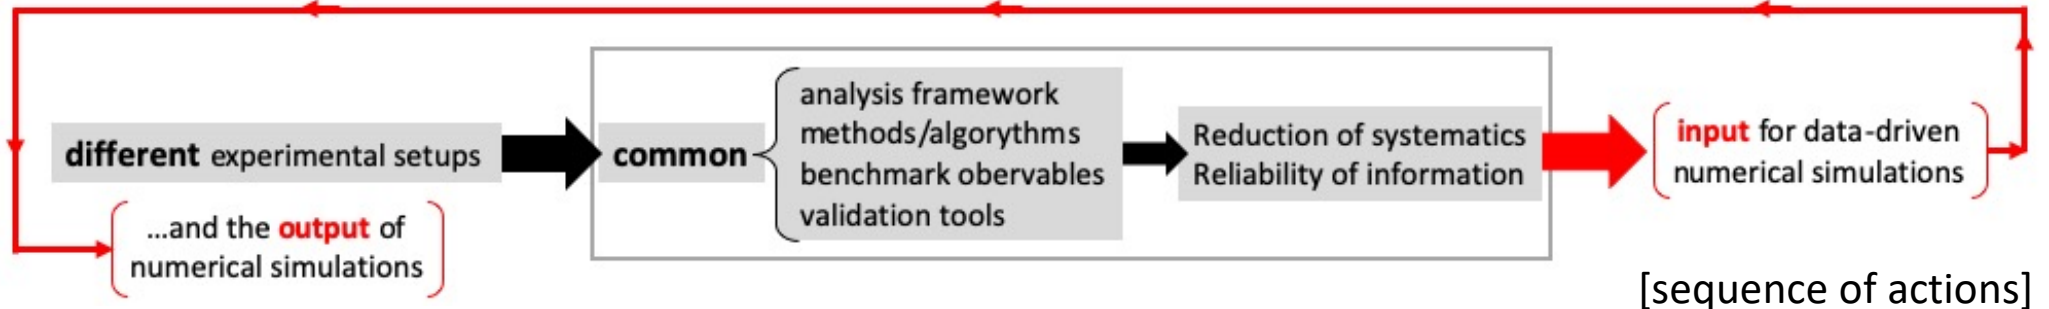 different experimental setups
...and the output of
numerical simulations
common
analysis framework
methods/algorythms
benchmark obervables
validation tools
Reduction of systematics
Reliability of information
input for data-driven
numerical simulations
[sequence of actions]